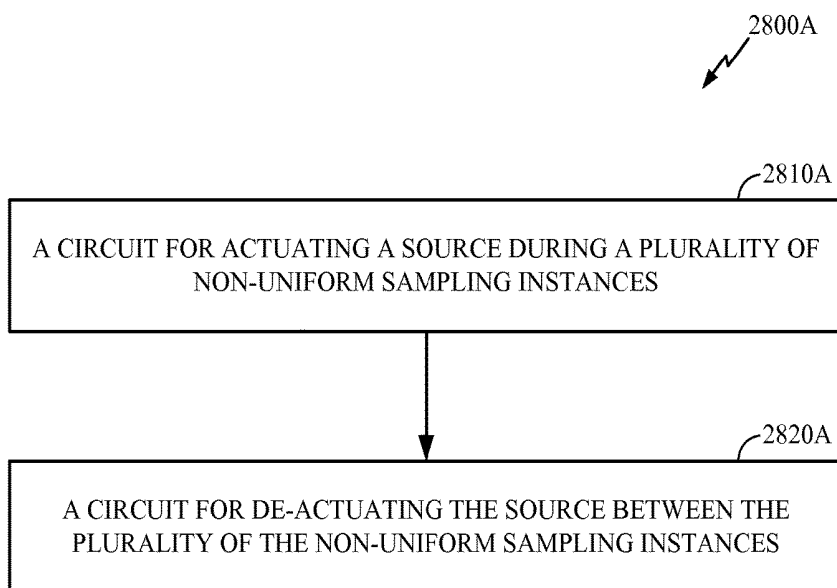 2800A
2810A
A CIRCUIT FOR ACTUATING A SOURCE DURING A PLURALITY OF
NON-UNIFORM SAMPLING INSTANCES
2820A
A CIRCUIT FOR DE-ACTUATING THE SOURCE BETWEEN THE
PLURALITY OF THE NON-UNIFORM SAMPLING INSTANCES